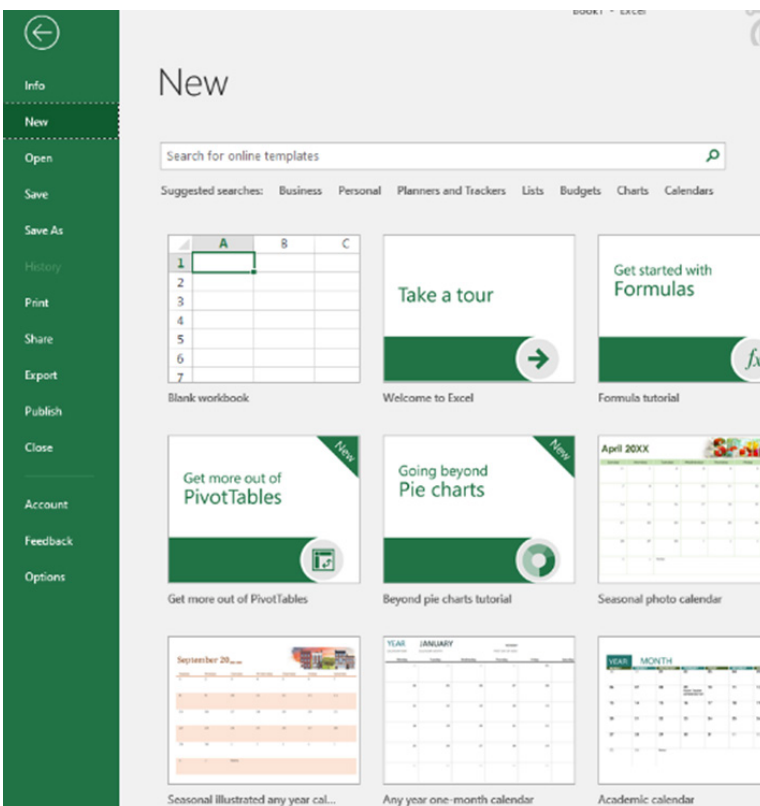 Info
New
Open
Save
Save As
History
Print
Share
Export
Publish
Close
Account
Feedback
Options
New
Search for online templates
Suggested searches: Business Personal Planners and Trackers Lists Budgets Charts Calendars
A B C
1
2
3
4
5
6
7
Blank workbook
Take a tour
Welcome to Excel
Get started with
Formulas
fx
Formula tutorial
New
Get more out of
PivotTables
Get more out of PivotTables
New
Going beyond
Pie charts
Beyond pie charts tutorial
April 20XX
Seasonal photo calendar
September 20__
Seasonal illustrated any year cal...
YEAR JANUARY
Any year one-month calendar
YEAR MONTH
Academic calendar